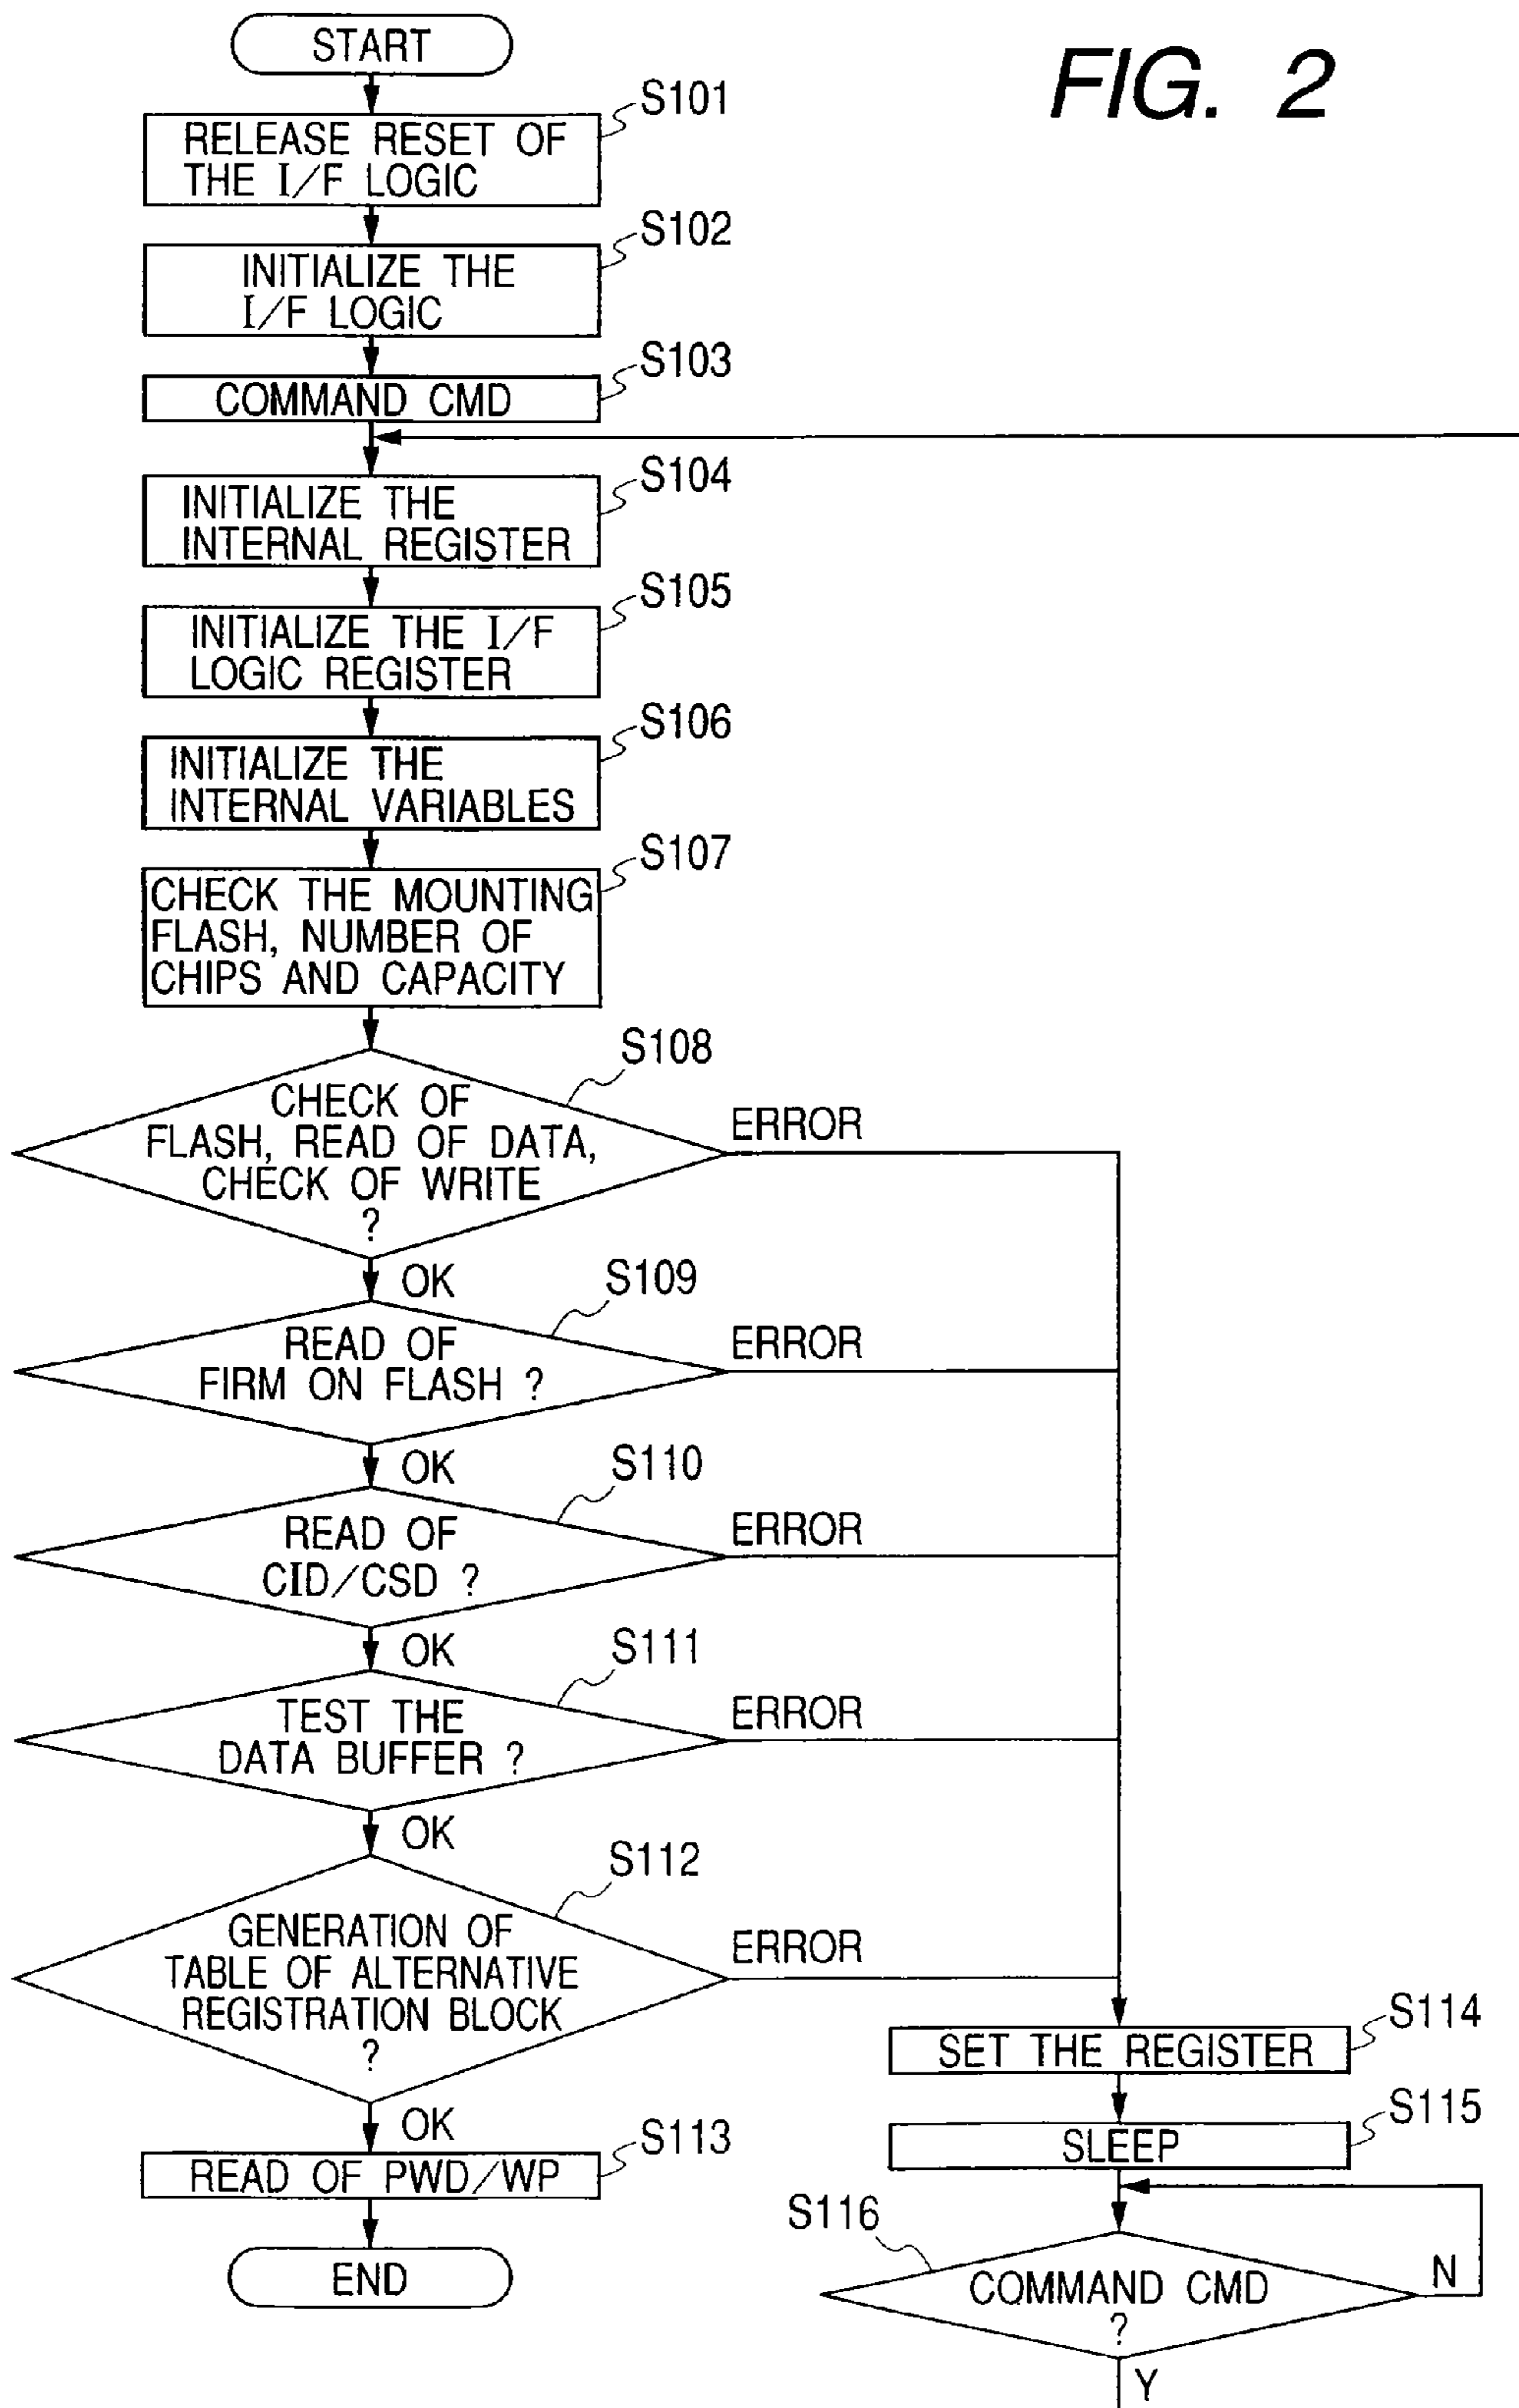 FIG. 2
START
S101
RELEASE RESET OF
THE I/F LOGIC
S102
INITIALIZE THE
I/F LOGIC
S103
COMMAND CMD
S104
INITIALIZE THE
INTERNAL REGISTER
S105
INITIALIZE THE I/F
LOGIC REGISTER
S106
INITIALIZE THE
INTERNAL VARIABLES
S107
CHECK THE MOUNTING
FLASH, NUMBER OF
CHIPS AND CAPACITY
S108
CHECK OF
FLASH, READ OF DATA,
CHECK OF WRITE
?
ERROR
OK
S109
READ OF
FIRM ON FLASH ?
ERROR
OK
S110
READ OF
CID/CSD ?
ERROR
OK
S111
TEST THE
DATA BUFFER ?
ERROR
OK
S112
GENERATION OF
TABLE OF ALTERNATIVE
REGISTRATION BLOCK
?
ERROR
OK
S113
READ OF PWD/WP
END
S114
SET THE REGISTER
S115
SLEEP
S116
COMMAND CMD
?
N
Y